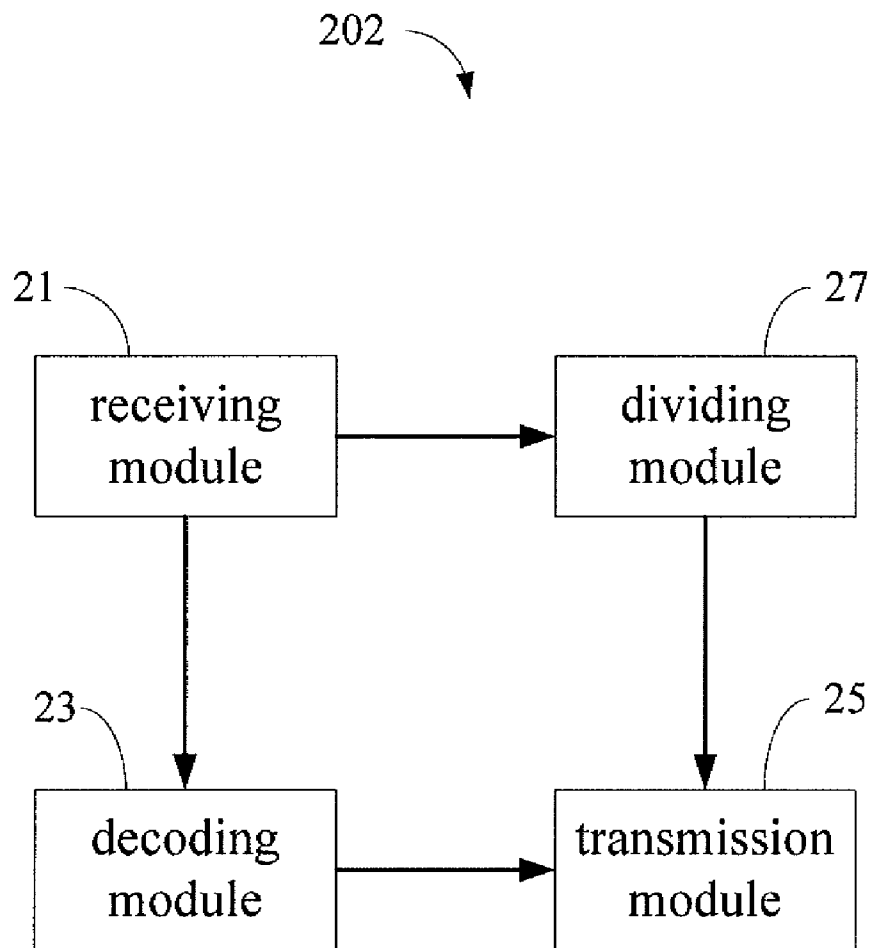 202
21
27
receiving
module
dividing
module
23
25
decoding
module
transmission
module